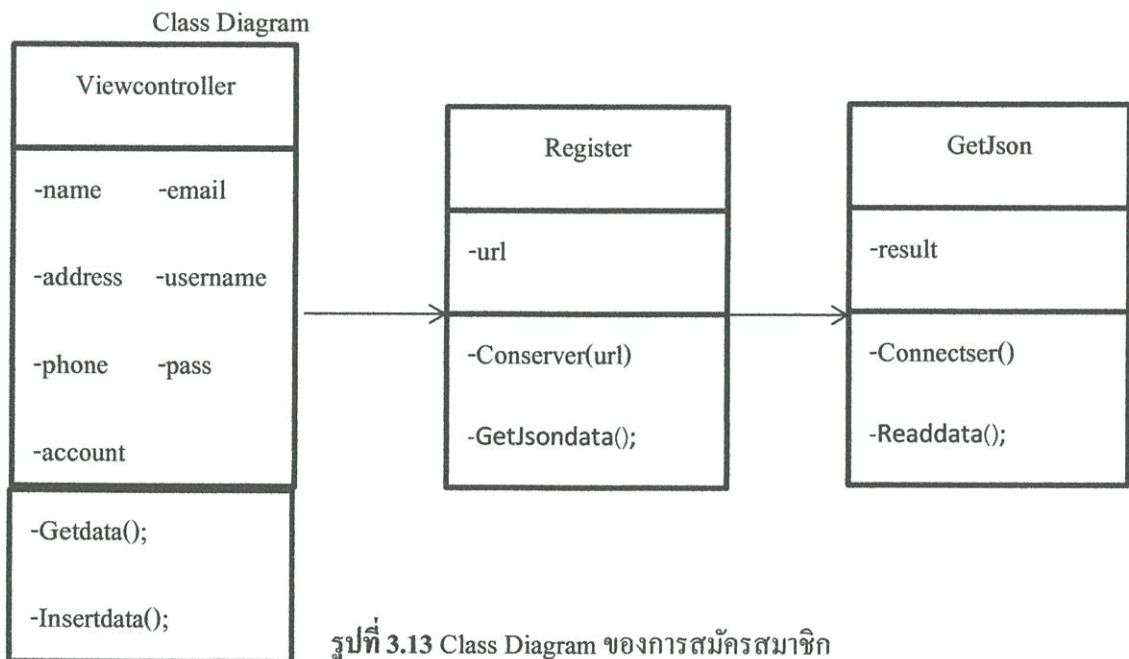 Class Diagram
Viewcontroller
-name -email
-address -username
-phone -pass
-account
-Getdata();
-Insertdata();
Register
-url
-Conserver(url)
-GetJsondata();
GetJson
-result
-Connectser()
-Readdata();
รูปที่ 3.13 Class Diagram ของการสมัครสมาชิก